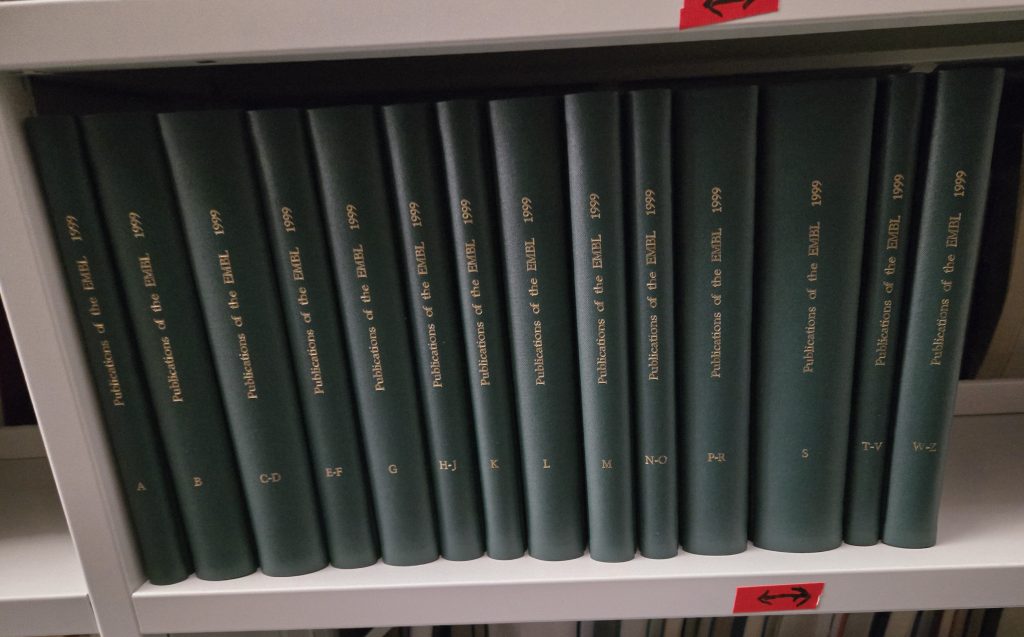 Publications of the EMBL 1999
A
Publications of the EMBL 1999
B
Publications of the EMBL 1999
C-D
Publications of the EMBL 1999
E-F
Publications of the EMBL 1999
G
Publications of the EMBL 1999
H-J
Publications of the EMBL 1999
K
Publications of the EMBL 1999
L
Publications of the EMBL 1999
M
Publications of the EMBL 1999
N-O
Publications of the EMBL 1999
P-R
Publications of the EMBL 1999
S
Publications of the EMBL 1999
T-V
Publications of the EMBL 1999
W-Z